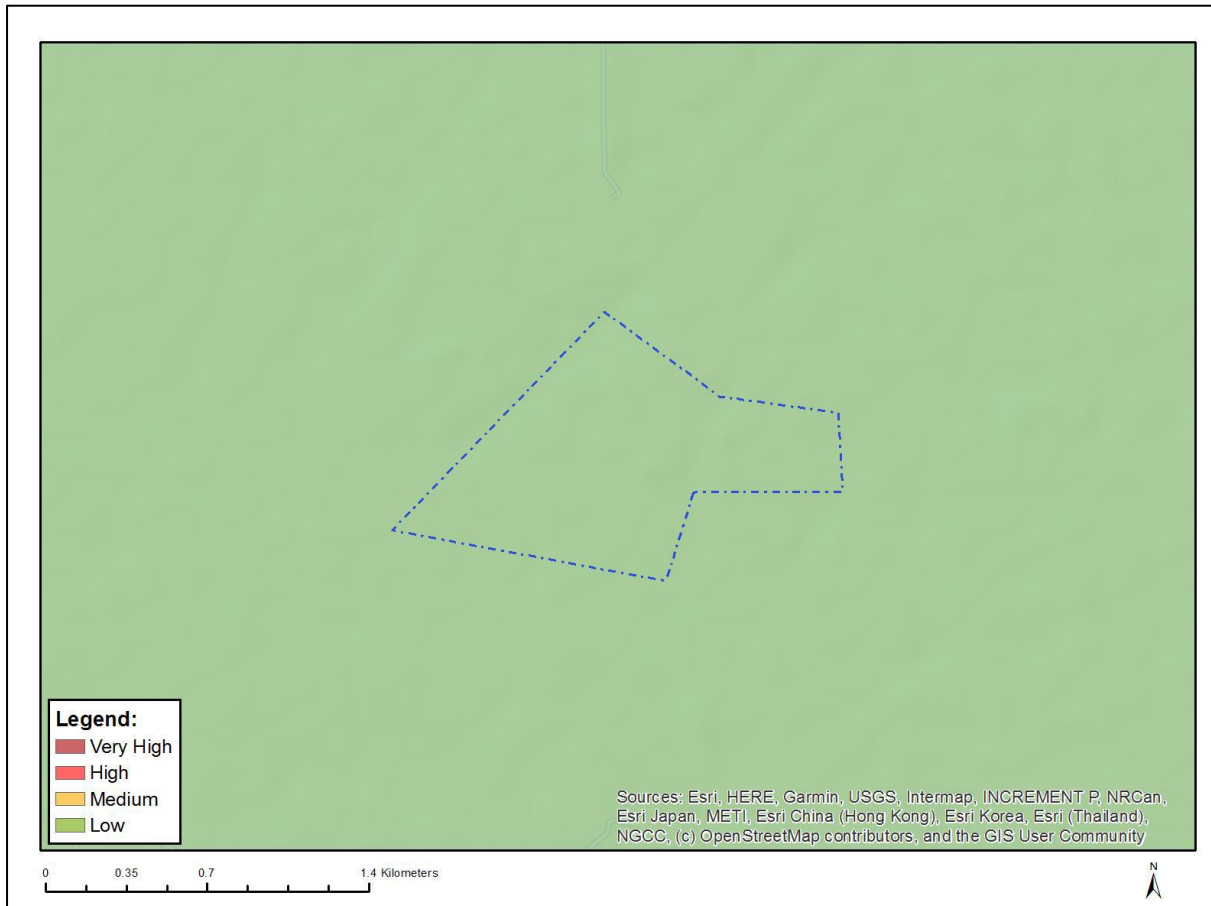 Legend:
Very High
High
Medium
Low
Sources: Esri, HERE, Garmin, USGS, Intermap, INCREMENT P, NRCan,
Esri Japan, METI, Esri China (Hong Kong), Esri Korea, Esri (Thailand),
NGCC, (c) OpenStreetMap contributors, and the GIS User Community
0 0.35 0.7 1.4 Kilometers
N